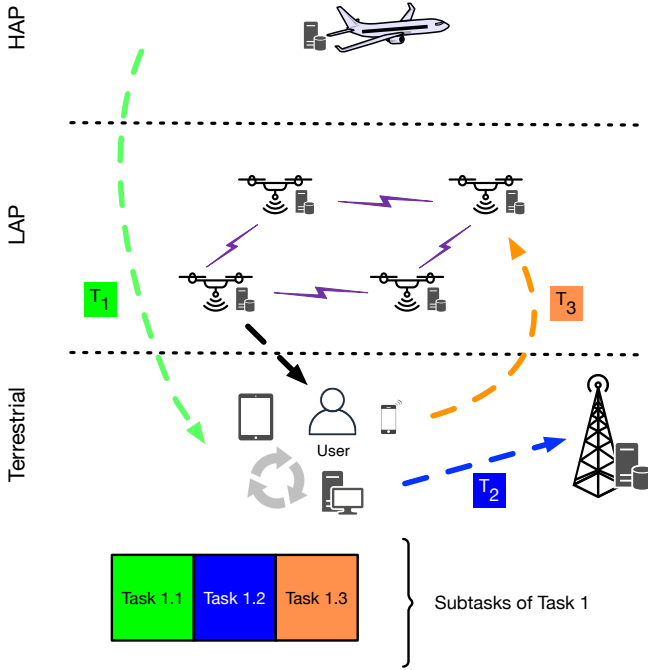 HAP
LAP
T1
T3
Terrestrial
User
T2
Task 1.1
Task 1.2
Task 1.3
Subtasks of Task 1